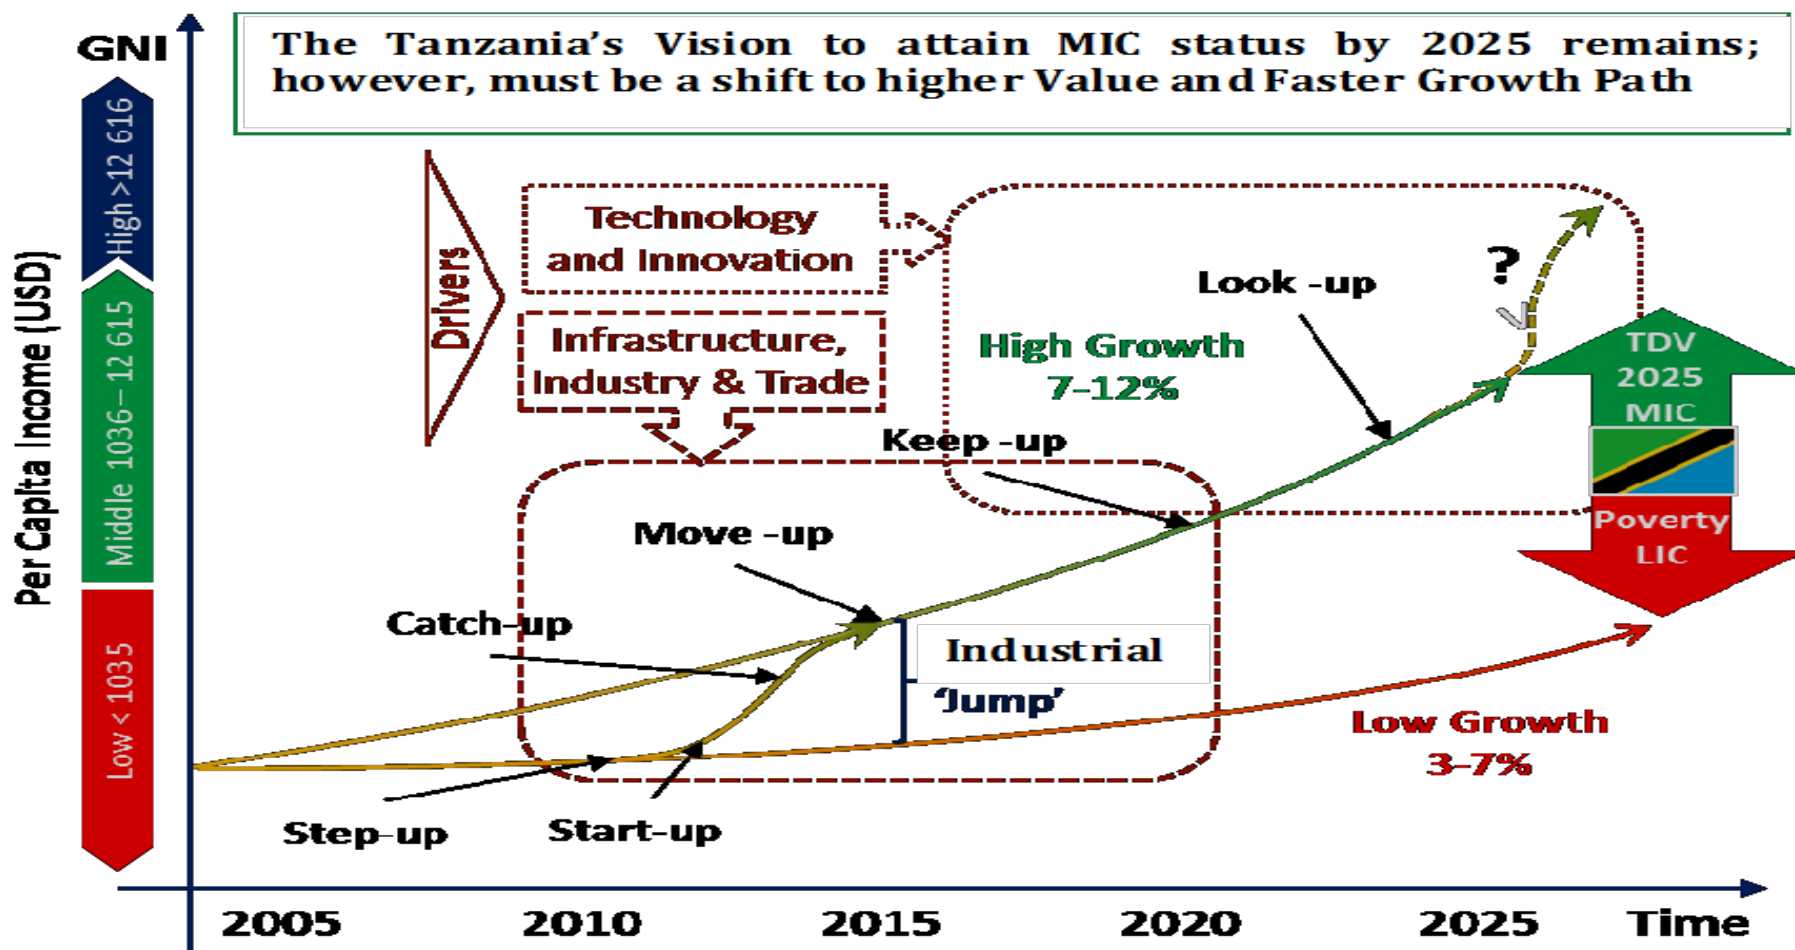 GNI
The Tanzania's Vision to attain MIC status by 2025 remains;
however, must be a shift to higher Value and Faster Growth Path
Per Capita Income (USD)
High >12 616
Middle 1036 – 12 615
Low < 1035
Drivers
Technology
and Innovation
Infrastructure,
Industry & Trade
High Growth
7-12%
Look -up
?
Keep -up
Move -up
Catch-up
Step-up
Start-up
Industrial
'Jump'
Low Growth
3-7%
TDV
2025
MIC
Poverty
LIC
2005
2010
2015
2020
2025
Time